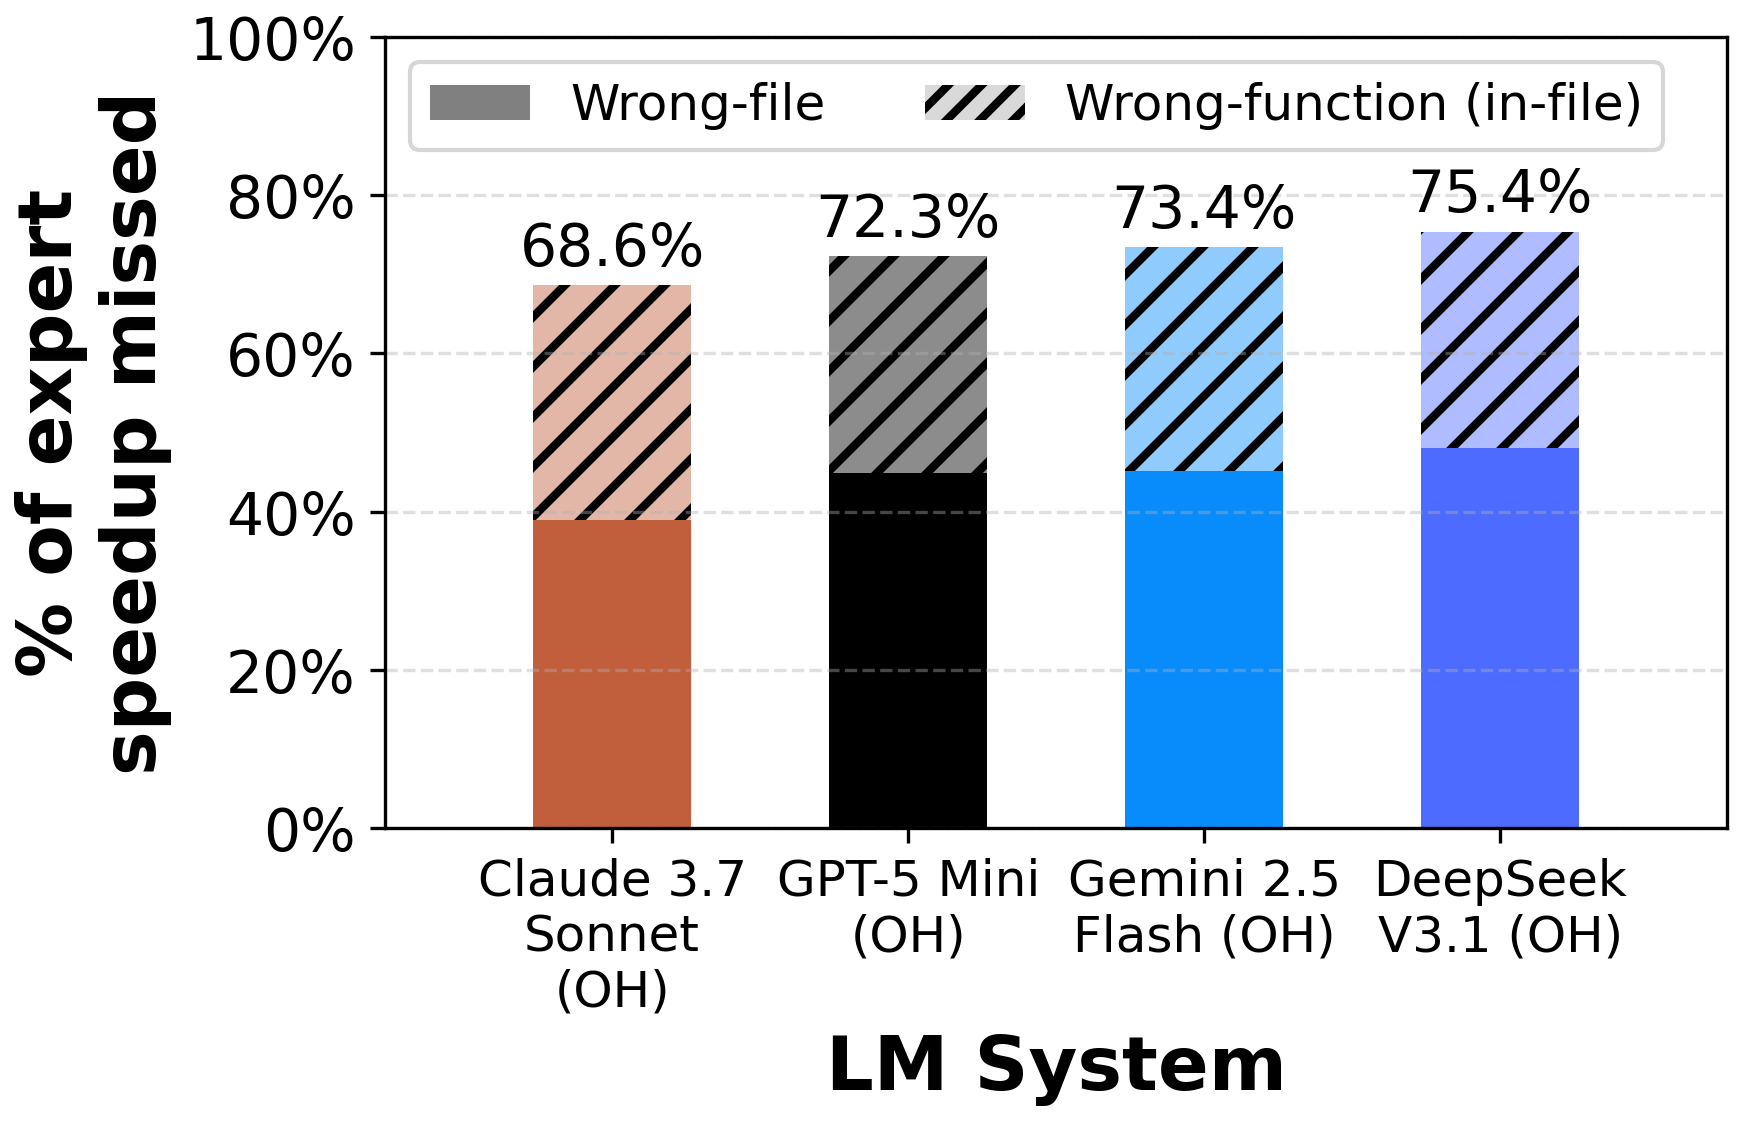 % of expert
speedup missed
100%
80%
60%
40%
20%
0%
Wrong-file
Wrong-function (in-file)
68.6%
72.3%
73.4%
75.4%
Claude 3.7
Sonnet
(OH)
GPT-5 Mini
(OH)
Gemini 2.5
Flash (OH)
DeepSeek
V3.1 (OH)
LM System